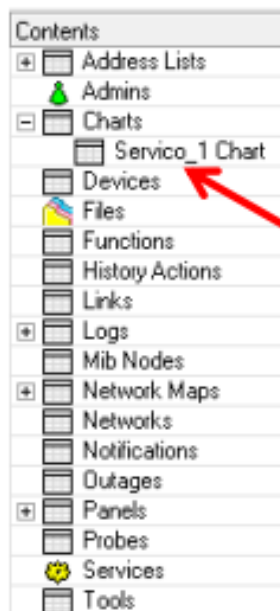 Contents
Address Lists
Admins
Charts
Servico_1 Chart
Devices
Files
Functions
History Actions
Links
Logs
Mib Nodes
Network Maps
Networks
Notifications
Outages
Panels
Probes
Services
Tools